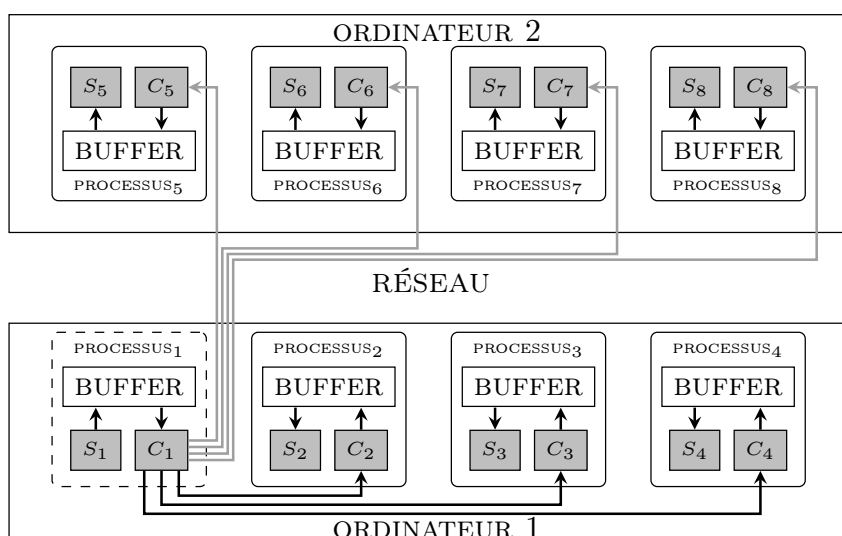 ORDINATEUR 2
S5 C5 S6 C6 S7 C7 S8 C8
BUFFER BUFFER BUFFER BUFFER
PROCESSUS5 PROCESSUS6 PROCESSUS7 PROCESSUS8
RÉSEAU
PROCESSUS1 PROCESSUS2 PROCESSUS3 PROCESSUS4
BUFFER BUFFER BUFFER BUFFER
S1 C1 S2 C2 S3 C3 S4 C4
ORDINATEUR 1